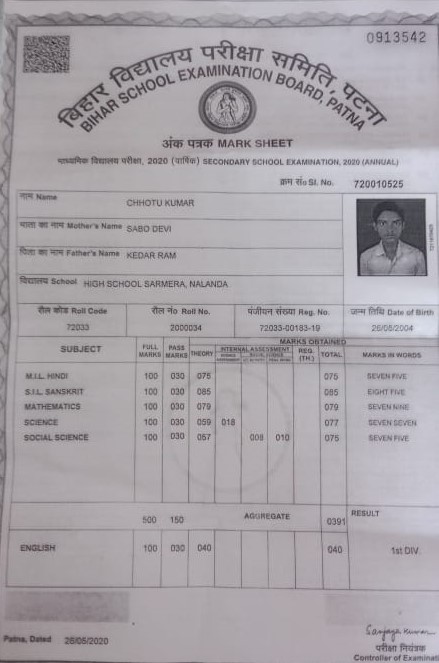 0913542
बिहार विद्यालय परीक्षा समिति, पटना
BIHAR SCHOOL EXAMINATION BOARD, PATNA
अंक पत्रक MARK SHEET
माध्यमिक विद्यालय परीक्षा, 2020 (वार्षिक) SECONDARY SCHOOL EXAMINATION, 2020 (ANNUAL)
क्रम सं० Sl. No. 720010525
नाम Name CHHOTU KUMAR
माता का नाम Mother's Name SABO DEVI
पिता का नाम Father's Name KEDAR RAM
विद्यालय School HIGH SCHOOL SARMERA, NALANDA
रौल कोड Roll Code रौल नं० Roll No. पंजीयन संख्या Reg. No. जन्म तिथि Date of Birth
72033 2000034 72033-00183-19 /2004
SUBJECT FULL MARKS PASS MARKS THEORY MARKS OBTAINED INTERNAL ASSESSMENT REG. (TH.) TOTAL MARKS IN WORDS
M.I.L. HINDI 100 030 075 075 SEVEN FIVE
S.I.L. SANSKRIT 100 030 085 085 EIGHT FIVE
MATHEMATICS 100 030 079 079 SEVEN NINE
SCIENCE 100 030 059 018 077 SEVEN SEVEN
SOCIAL SCIENCE 100 030 057 008 010 075 SEVEN FIVE
500 150 AGGREGATE 0391 RESULT
ENGLISH 100 030 040 040 1st DIV.
Patna, Dated 26/05/2020
Sanjay Kumar
परीक्षा नियंत्रक
Controller of Examinati